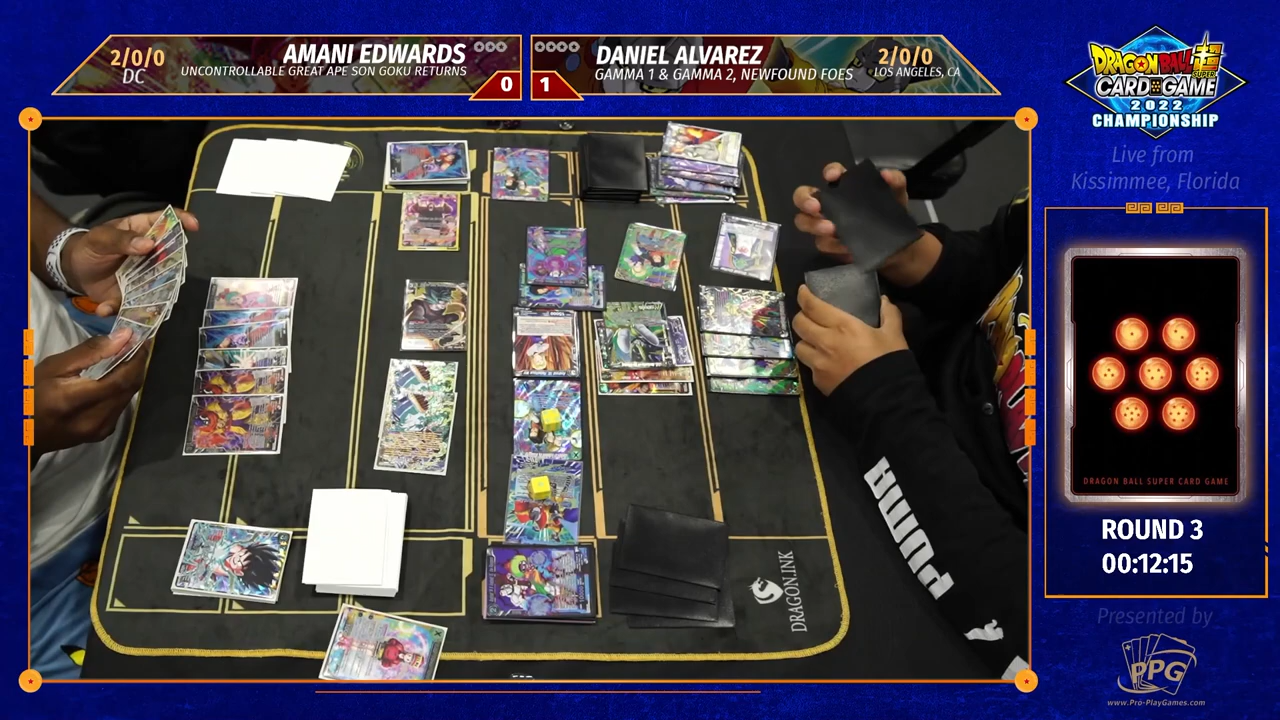 2/0/0
DC
AMANI EDWARDS
UNCONTROLLABLE GREAT APE SON GOKU RETURNS
0
1
DANIEL ALVAREZ
GAMMA 1 & GAMMA 2, NEWFOUND FOES
2/0/0
LOS ANGELES, CA
DRAGON BALL SUPER
CARD GAME
2022
CHAMPIONSHIP
Live from
Kissimmee, Florida
DRAGON BALL SUPER CARD GAME
ROUND 3
00:12:15
Presented by
PPG
www.Pro-PlayGames.com
PUMA
DRAGON.INK